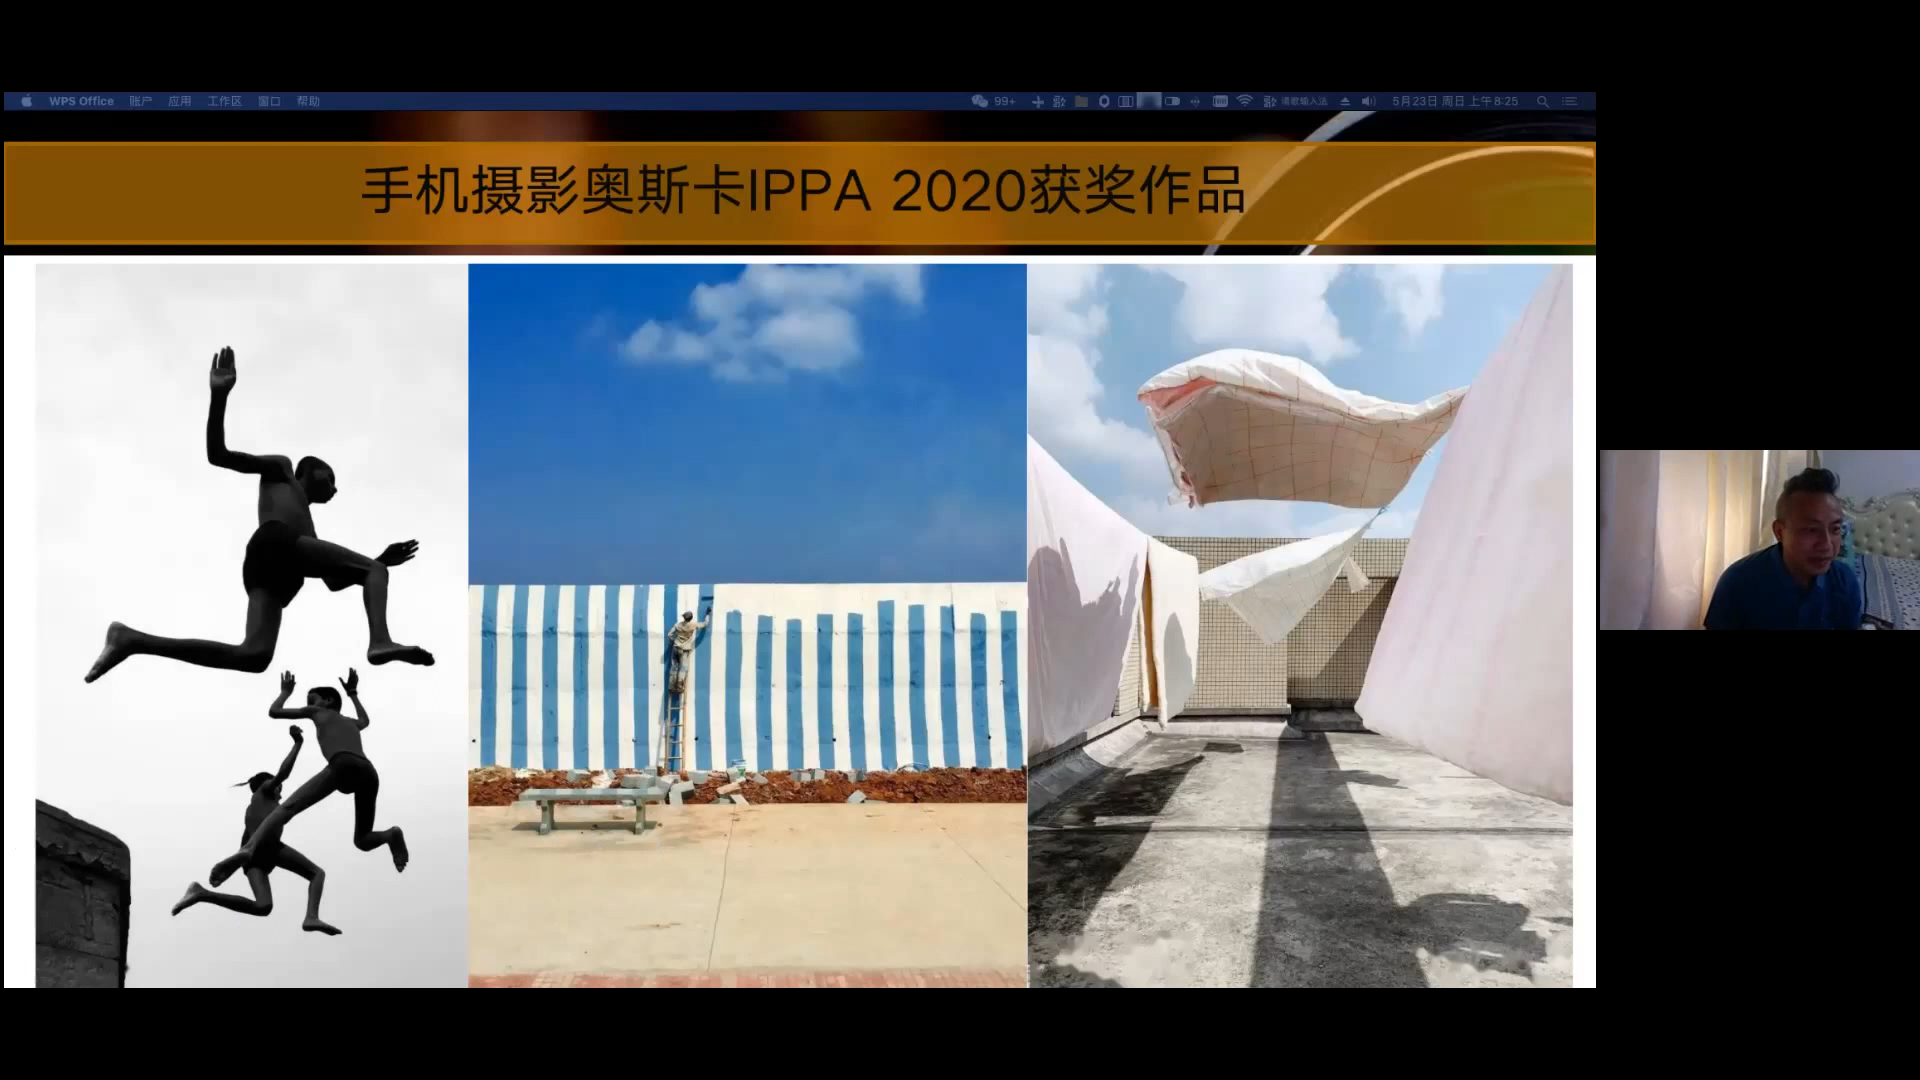 WPS Office 账户 应用 工作区 窗口 帮助 99+ 5月23日 周日 上午8:25
手机摄影奥斯卡IPPA 2020获奖作品